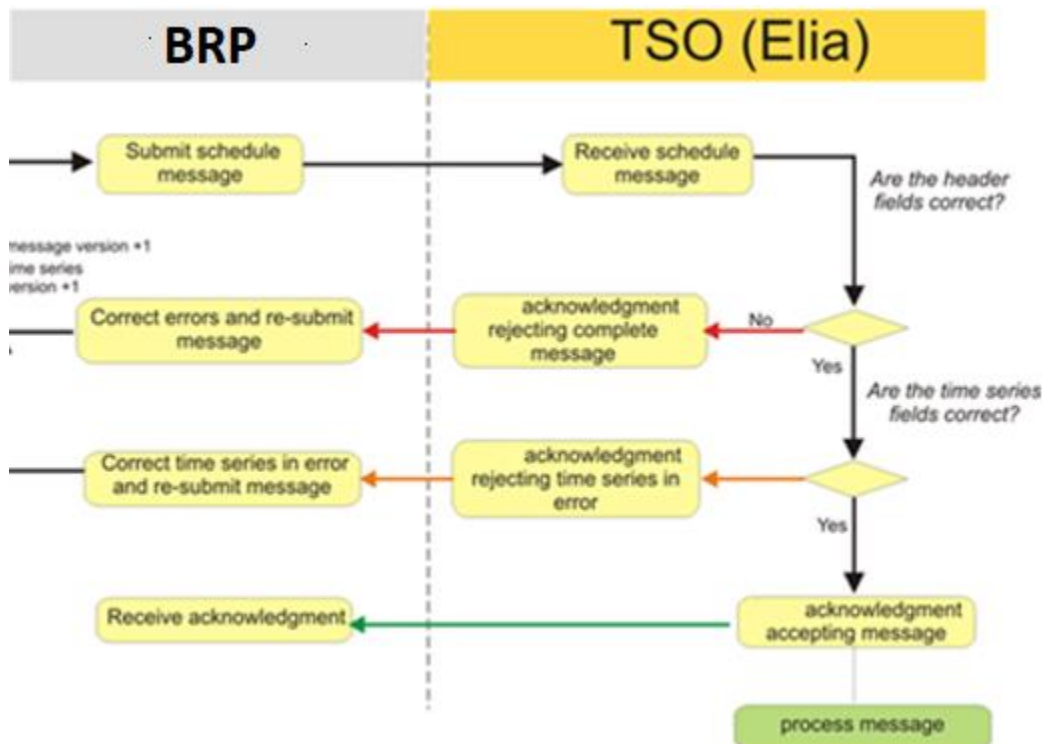 BRP
TSO (Elia)
Submit schedule
message
Receive schedule
message
Are the header
fields correct?
message version +1
time series
version +1
Correct errors and re-submit
message
acknowledgment
rejecting complete
message
No
Yes
Are the time series
fields correct?
Correct time series in error
and re-submit message
acknowledgment
rejecting time series in
error
Yes
Receive acknowledgment
acknowledgment
accepting message
process message